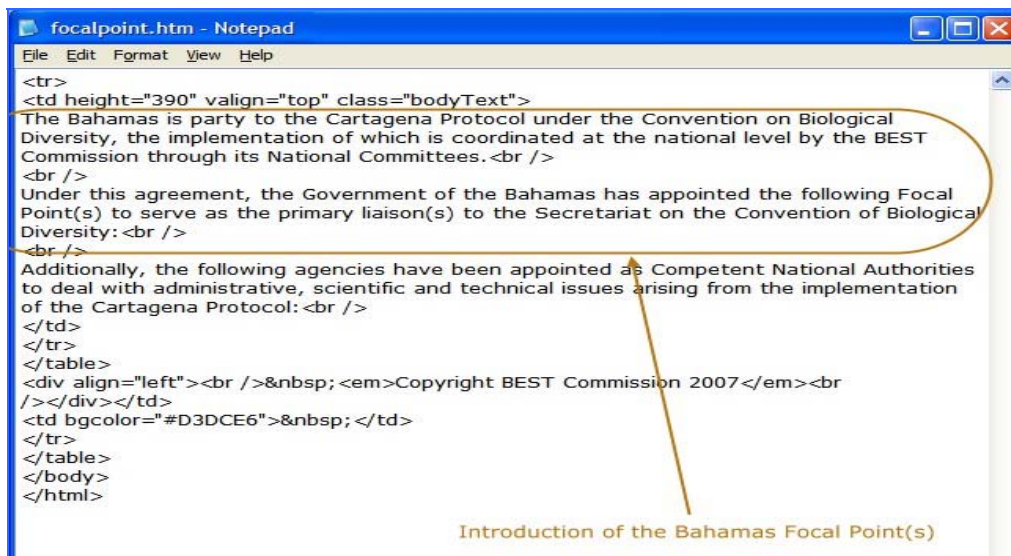 focalpoint.htm - Notepad
File Edit Format View Help
<tr>
<td height="390" valign="top" class="bodyText">
The Bahamas is party to the Cartagena Protocol under the Convention on Biological
Diversity, the implementation of which is coordinated at the national level by the BEST
Commission through its National Committees.<br />
<br />
Under this agreement, the Government of the Bahamas has appointed the following Focal
Point(s) to serve as the primary liaison(s) to the Secretariat on the Convention of Biological
Diversity:<br />
<br />
Additionally, the following agencies have been appointed as Competent National Authorities
to deal with administrative, scientific and technical issues arising from the implementation
of the Cartagena Protocol:<br />
</td>
</tr>
</table>
<div align="left"><br />&nbsp;<em>Copyright BEST Commission 2007</em><br
/></div></td>
<td bgcolor="#D3DCE6">&nbsp;</td>
</tr>
</table>
</body>
</html>
Introduction of the Bahamas Focal Point(s)